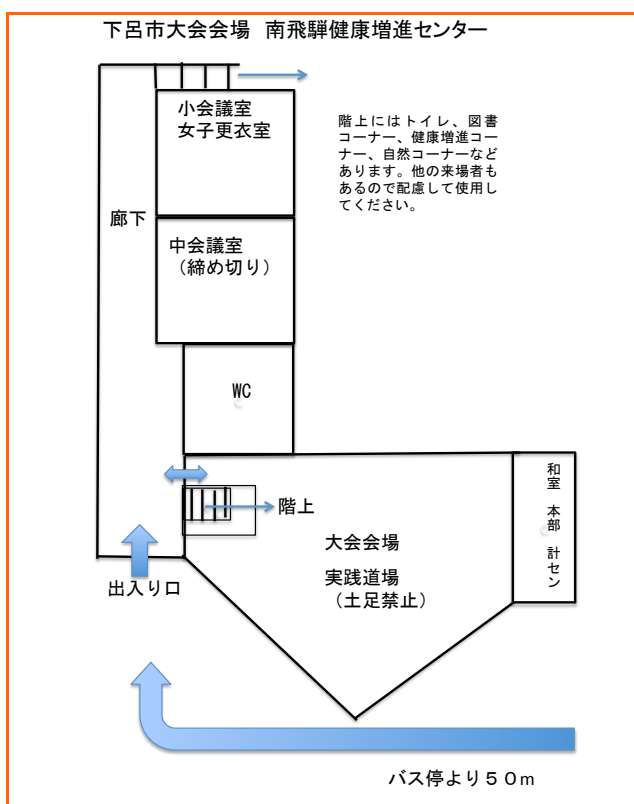 下呂市大会会場 南飛騨健康増進センター
小会議室
女子更衣室
階上にはトイレ、図書
コーナー、健康増進コー
ナー、自然コーナーなど
あります。他の来場者も
あるので配慮して使用し
てください。
廊下
中会議室
（締め切り）
WC
階上
和室 本部 計セン
大会会場
実践道場
（土足禁止）
出入り口
バス停より５０m